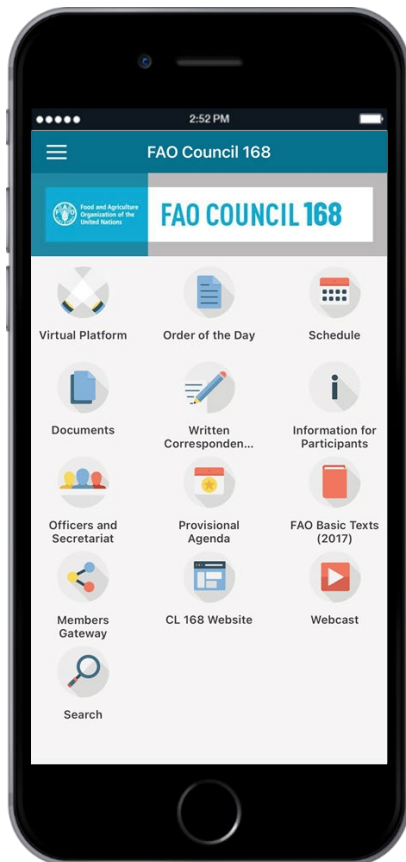 2:52 PM
FAO Council 168
Food and Agriculture
Organization of the
United Nations
FAO COUNCIL 168
Virtual Platform
Order of the Day
Schedule
Documents
Written
Corresponden...
Information for
Participants
Officers and
Secretariat
Provisional
Agenda
FAO Basic Texts
(2017)
Members
Gateway
CL 168 Website
Webcast
Search